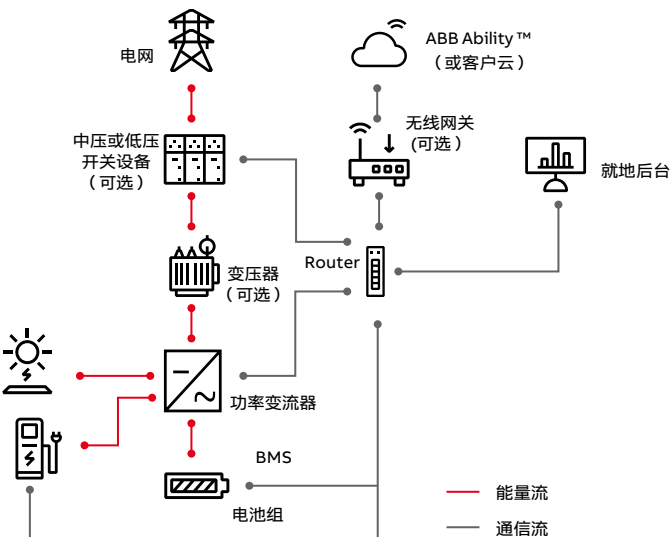 电网
ABB Ability™
（或客户云）
中压或低压
开关设备
（可选）
无线网关
(可选）
就地后台
Router
变压器
（可选）
功率变流器
BMS
电池组
能量流
通信流